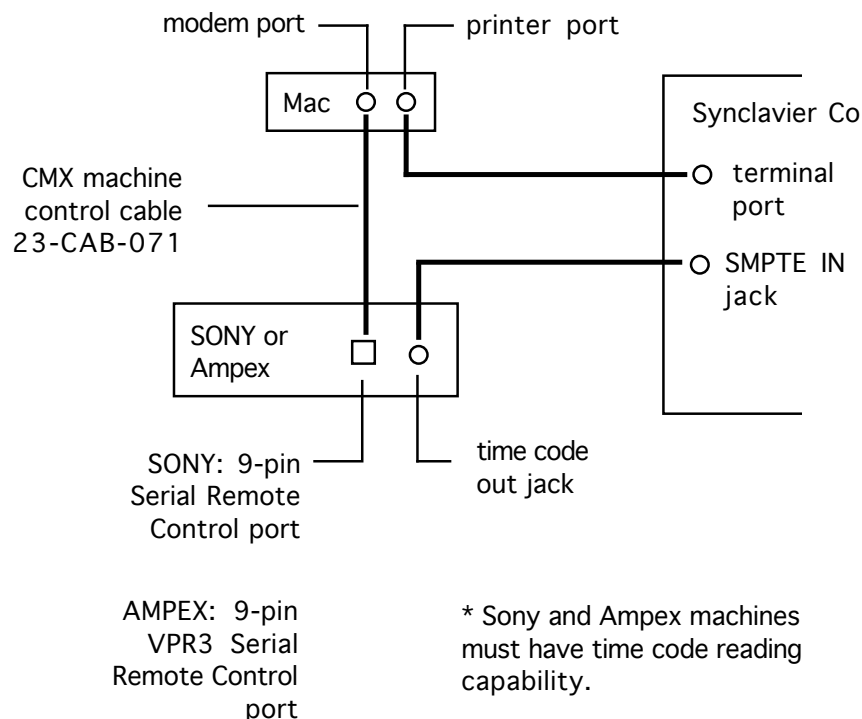 modem port
printer port
Mac
Synclavier Co
CMX machine
control cable
23-CAB-071
terminal
port
SMPTE IN
jack
SONY or
Ampex
SONY: 9-pin
Serial Remote
Control port
time code
out jack
AMPEX: 9-pin
VPR3 Serial
Remote Control
port
* Sony and Ampex machines
must have time code reading
capability.